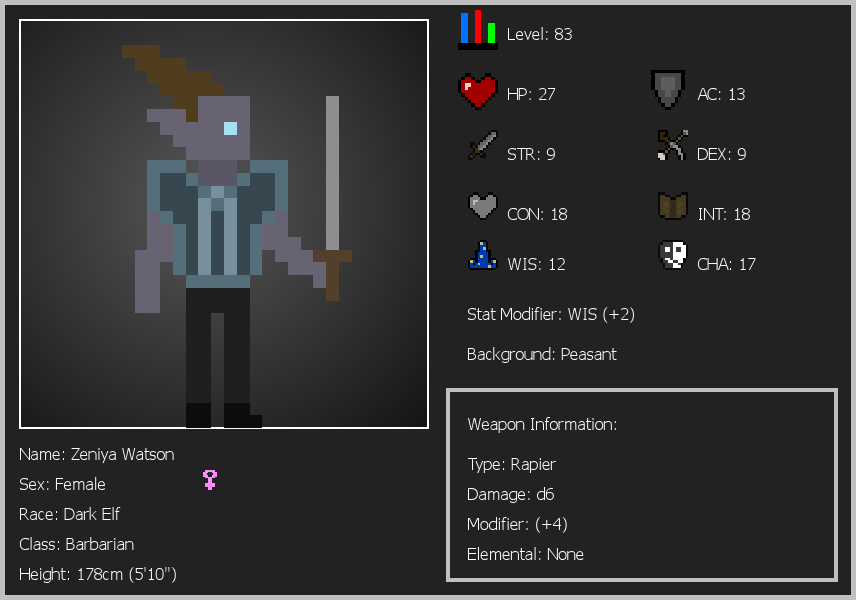 Level: 83
HP: 27
AC: 13
STR: 9
DEX: 9
CON: 18
INT: 18
WIS: 12
CHA: 17
Stat Modifier: WIS (+2)
Background: Peasant
Weapon Information:
Type: Rapier
Damage: d6
Modifier: (+4)
Elemental: None
Name: Zeniya Watson
Sex: Female
Race: Dark Elf
Class: Barbarian
Height: 178cm (5'10")